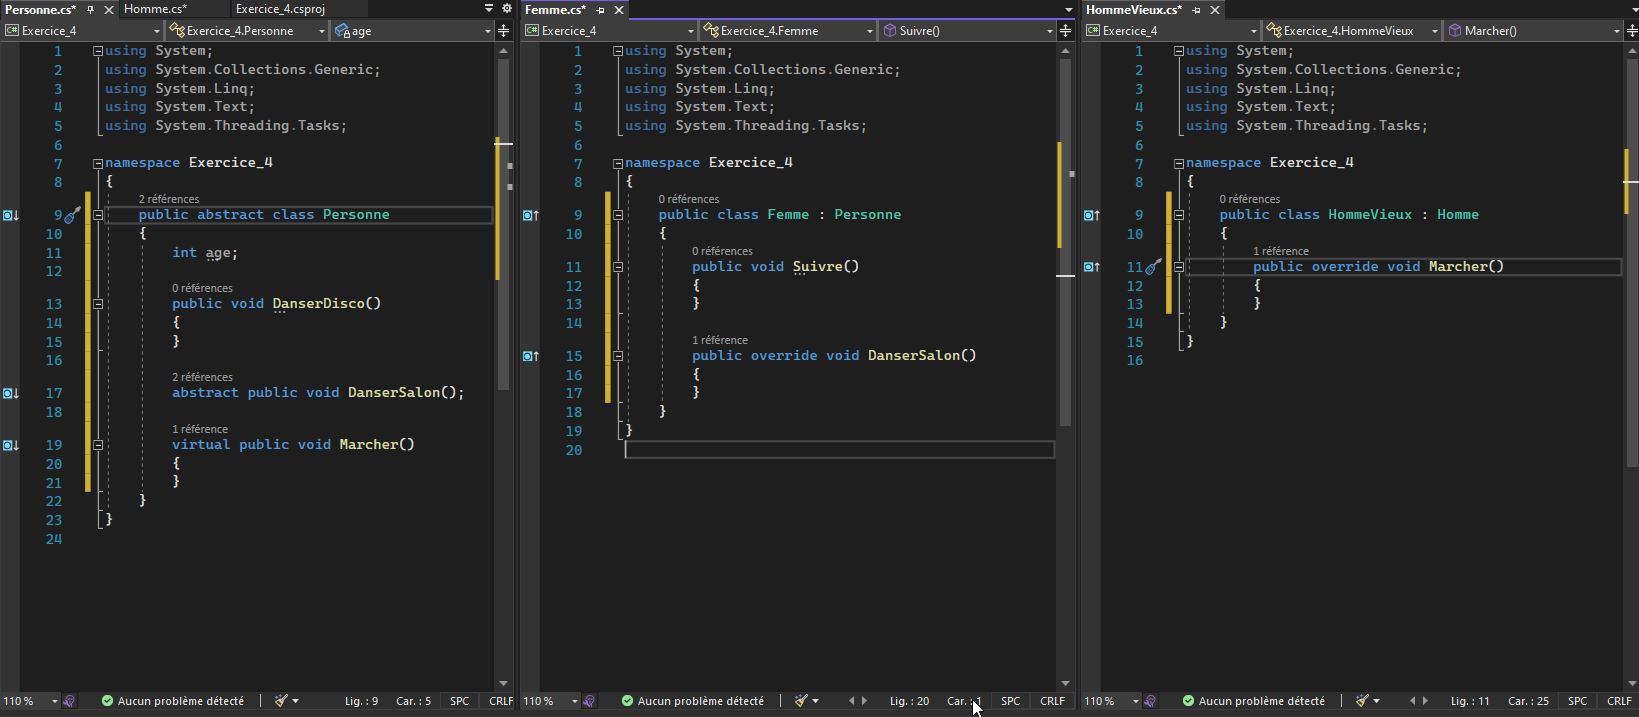 Personne.cs* Homme.cs* Exercice_4.csproj
Exercice_4 Exercice_4.Personne age
1 using System;
2 using System.Collections.Generic;
3 using System.Linq;
4 using System.Text;
5 using System.Threading.Tasks;
6
7 namespace Exercice_4
8 {
2 références
9 public abstract class Personne
10 {
11 int age;
12
0 références
13 public void DanserDisco()
14 {
15 }
16
2 références
17 abstract public void DanserSalon();
18
1 référence
19 virtual public void Marcher()
20 {
21 }
22 }
23 }
24
110 % Aucun problème détecté Lig. : 9 Car. : 5 SPC CRLF
Femme.cs*
Exercice_4 Exercice_4.Femme Suivre()
1 using System;
2 using System.Collections.Generic;
3 using System.Linq;
4 using System.Text;
5 using System.Threading.Tasks;
6
7 namespace Exercice_4
8 {
0 références
9 public class Femme : Personne
10 {
0 références
11 public void Suivre()
12 {
13 }
14
1 référence
15 public override void DanserSalon()
16 {
17 }
18 }
19 }
20
110 % Aucun problème détecté Lig. : 20 Car. : 1 SPC CRLF
HommeVieux.cs*
Exercice_4 Exercice_4.HommeVieux Marcher()
1 using System;
2 using System.Collections.Generic;
3 using System.Linq;
4 using System.Text;
5 using System.Threading.Tasks;
6
7 namespace Exercice_4
8 {
0 références
9 public class HommeVieux : Homme
10 {
1 référence
11 public override void Marcher()
12 {
13 }
14 }
15 }
16
110 % Aucun problème détecté Lig. : 11 Car. : 25 SPC CRLF